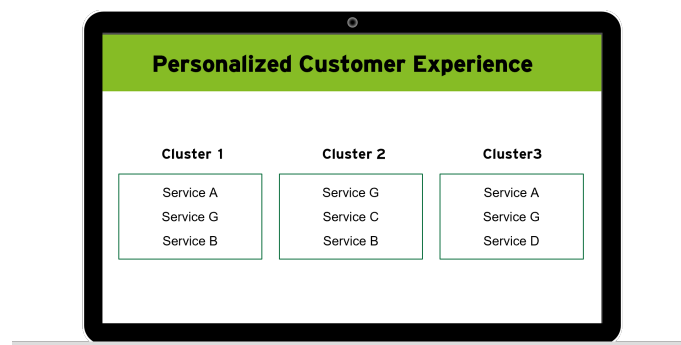 Personalized Customer Experience
Cluster 1
Service A
Service G
Service B
Cluster 2
Service G
Service C
Service B
Cluster3
Service A
Service G
Service D